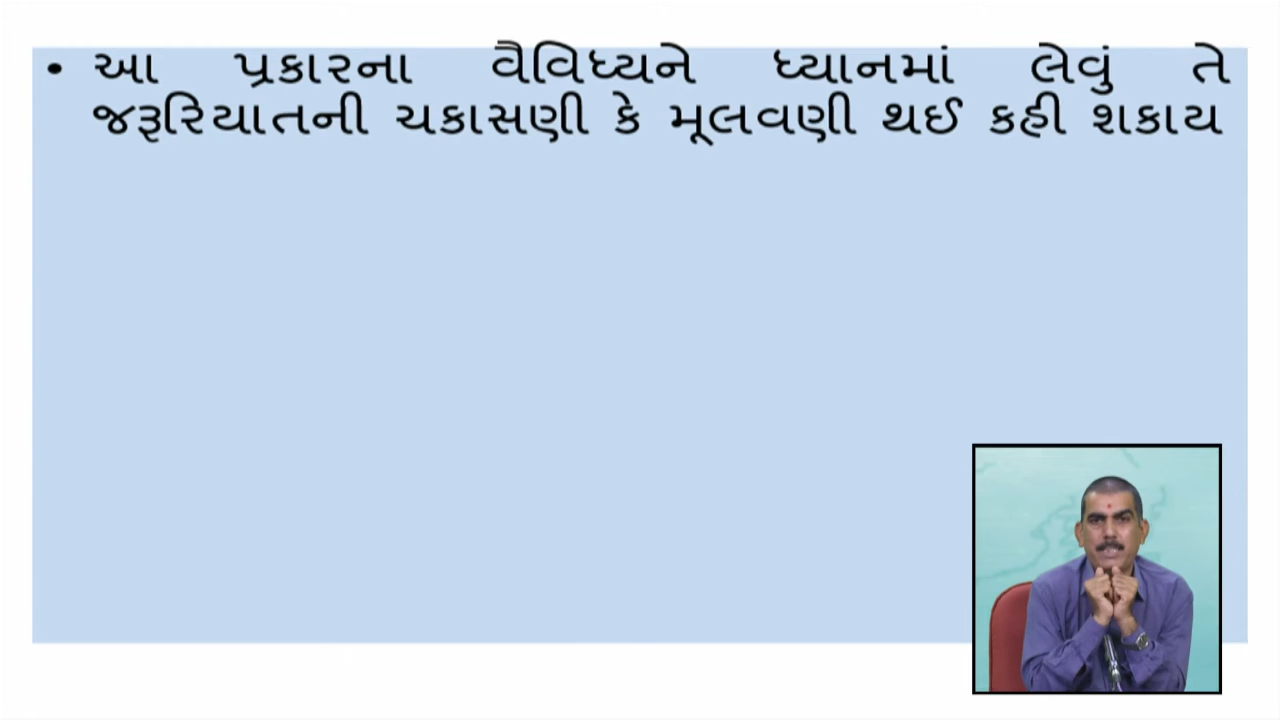 • આ પ્રકારના વૈવિધ્યને ધ્યાનમાં લેવું તે
જરૂરિયાતની ચકાસણી કે મૂલવણી થઈ કહી શકાય